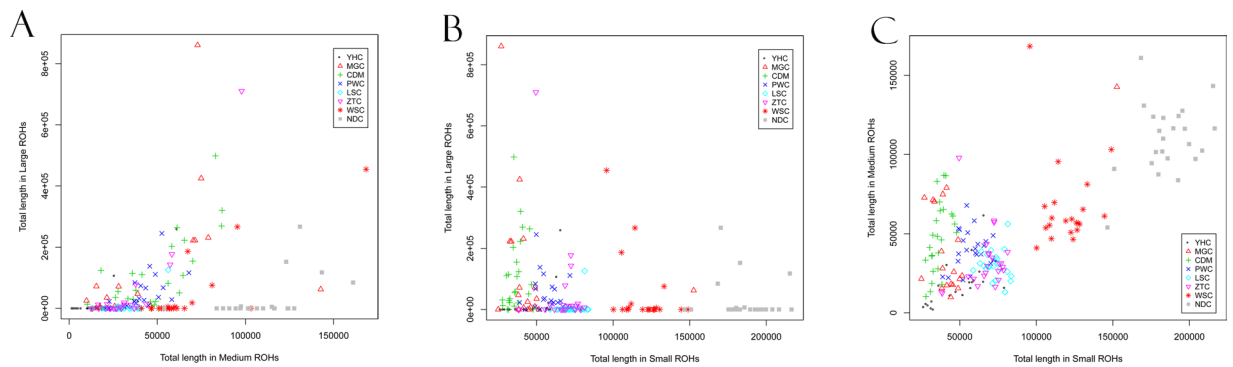 A
Total length in Large ROHs
0e+00 2e+05 4e+05 6e+05 8e+05
YHC
MGC
CDM
PWC
LSC
ZTC
WSC
NDC
0 50000 100000 150000
Total length in Medium ROHs
B
Total length in Large ROHs
0e+00 2e+05 4e+05 6e+05 8e+05
YHC
MGC
CDM
PWC
LSC
ZTC
WSC
NDC
50000 100000 150000 200000
Total length in Small ROHs
C
Total length in Medium ROHs
0 50000 100000 150000
YHC
MGC
CDM
PWC
LSC
ZTC
WSC
NDC
50000 100000 150000 200000
Total length in Small ROHs